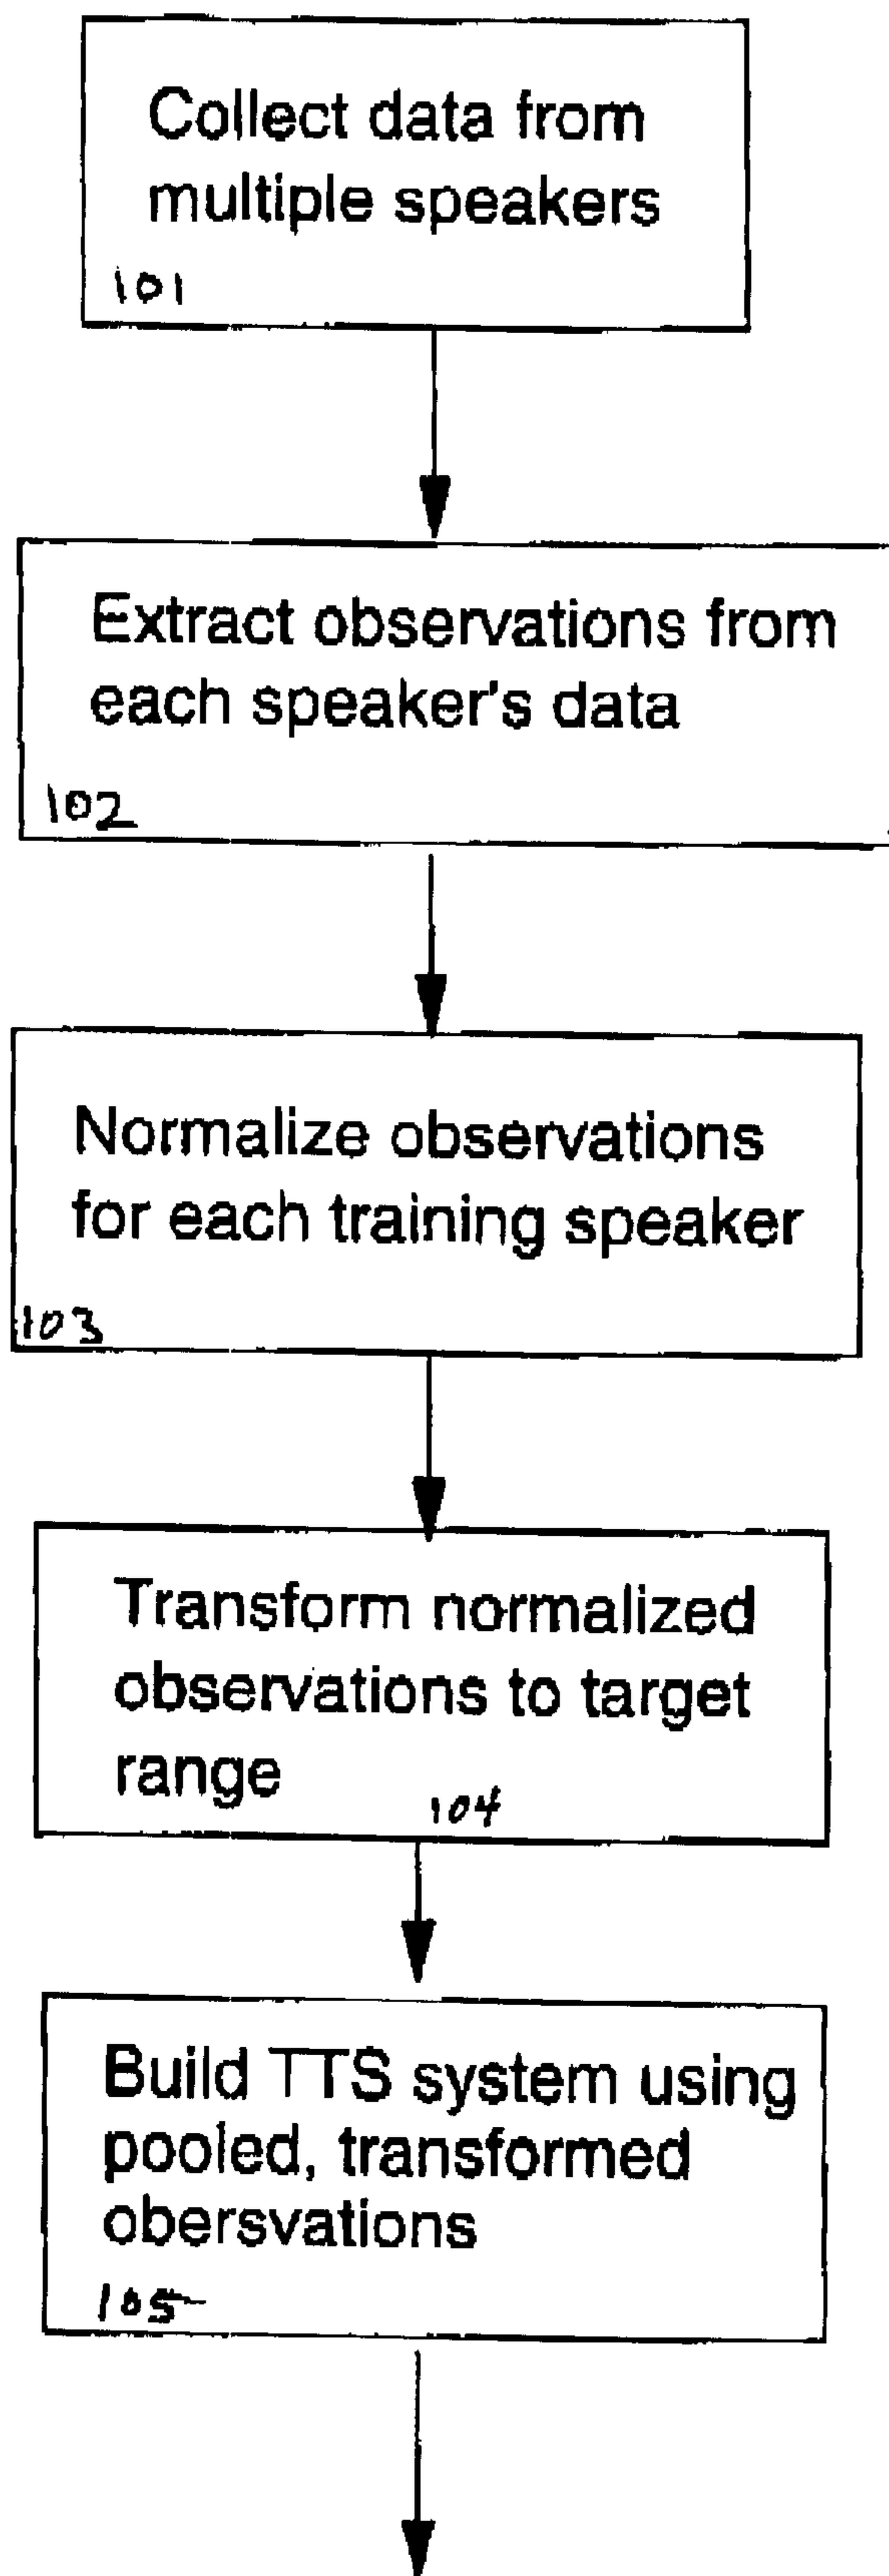 Collect data from
multiple speakers
101
Extract observations from
each speaker's data
102
Normalize observations
for each training speaker
103
Transform normalized
observations to target
range
104
Build TTS system using
pooled, transformed
obersvations
105